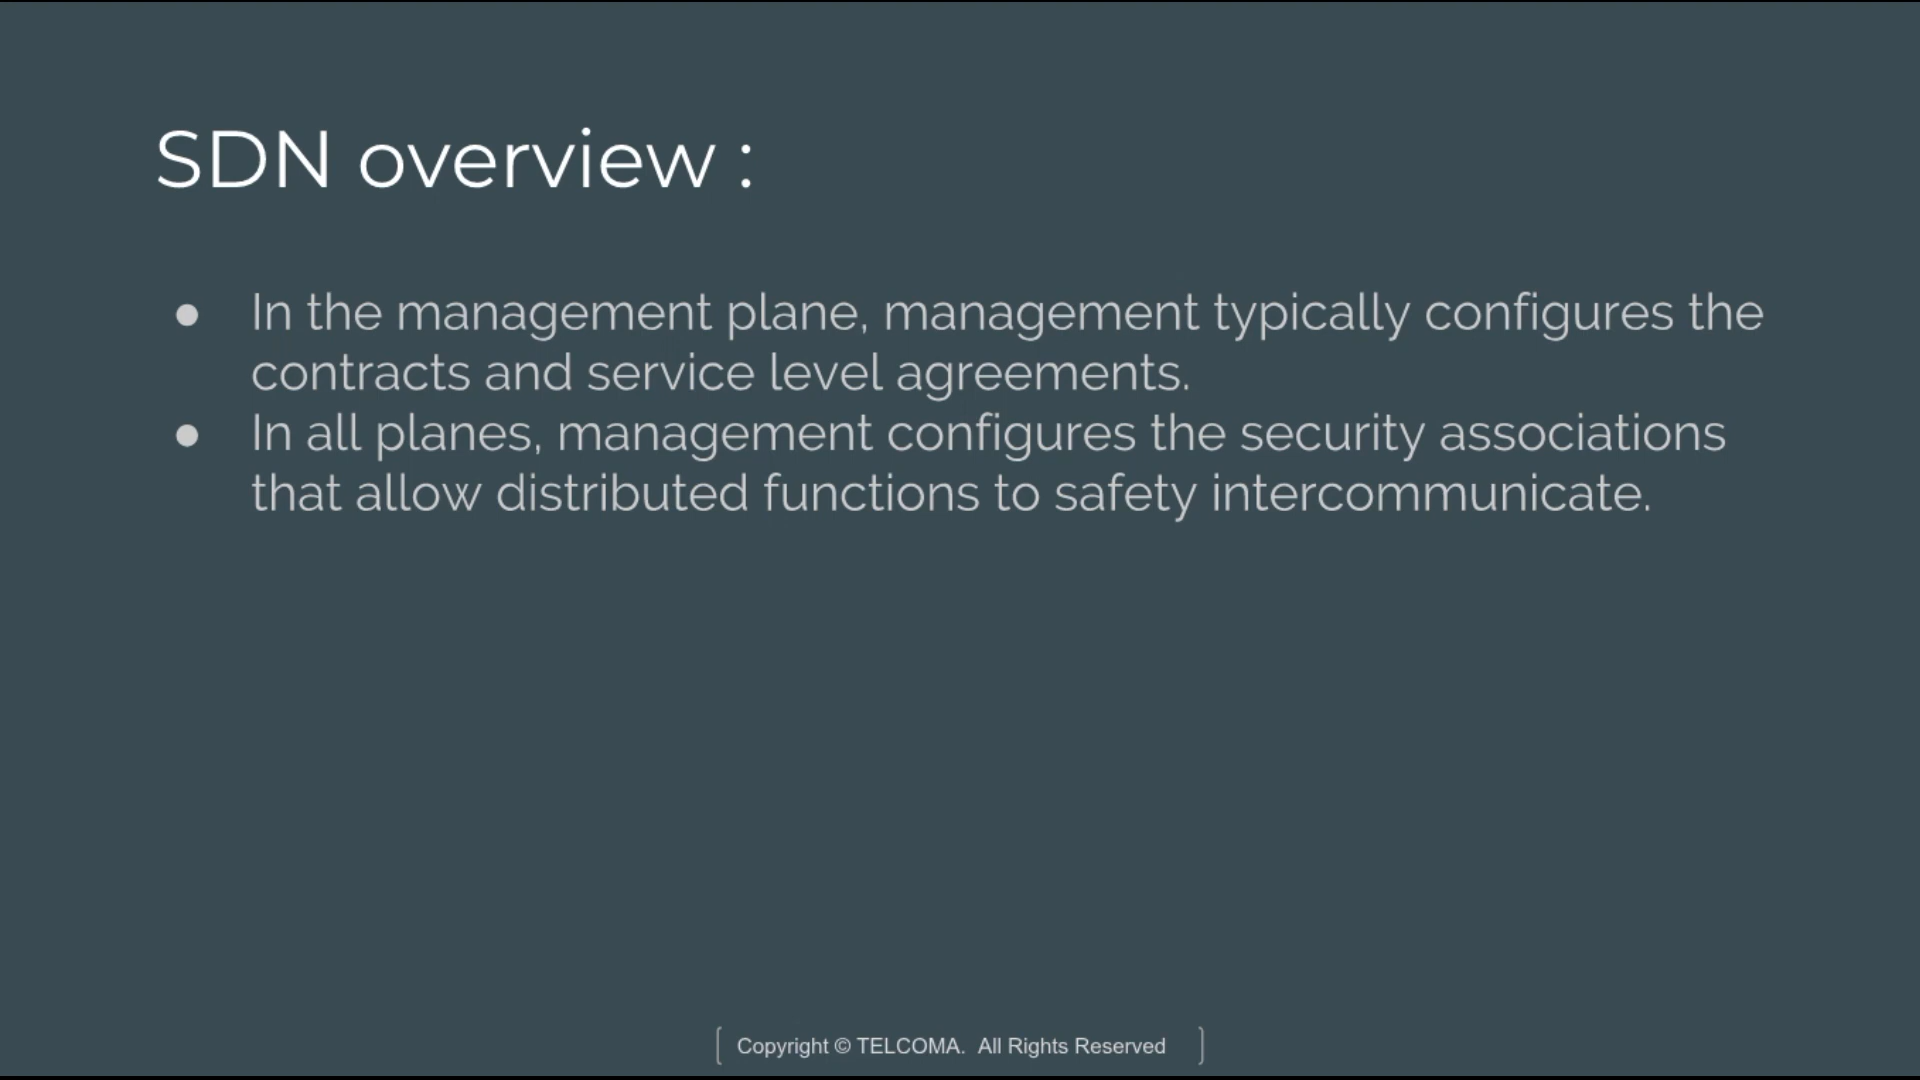 SDN overview :
● In the management plane, management typically configures the
contracts and service level agreements.
● In all planes, management configures the security associations
that allow distributed functions to safety intercommunicate.
Copyright © TELCOMA. All Rights Reserved